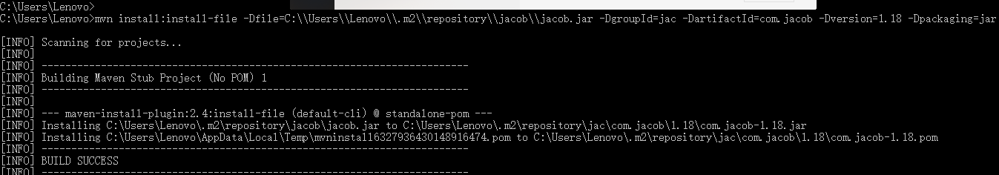 C:\Users\Lenovo>
C:\Users\Lenovo>mvn install:install-file -Dfile=C:\\Users\\Lenovo\\.m2\\repository\\jacob\\jacob.jar -DgroupId=jac -DartifactId=com.jacob -Dversion=1.18 -Dpackaging=jar
[INFO] Scanning for projects...
[INFO]
[INFO] ------------------------------------------------------------------------
[INFO] Building Maven Stub Project (No POM) 1
[INFO] ------------------------------------------------------------------------
[INFO]
[INFO] --- maven-install-plugin:2.4:install-file (default-cli) @ standalone-pom ---
[INFO] Installing C:\Users\Lenovo\.m2\repository\jacob\jacob.jar to C:\Users\Lenovo\.m2\repository\jac\com.jacob\1.18\com.jacob-1.18.jar
[INFO] Installing C:\Users\Lenovo\AppData\Local\Temp\mvninstall6327936430148916474.pom to C:\Users\Lenovo\.m2\repository\jac\com.jacob\1.18\com.jacob-1.18.pom
[INFO] ------------------------------------------------------------------------
[INFO] BUILD SUCCESS
[INFO] ------------------------------------------------------------------------